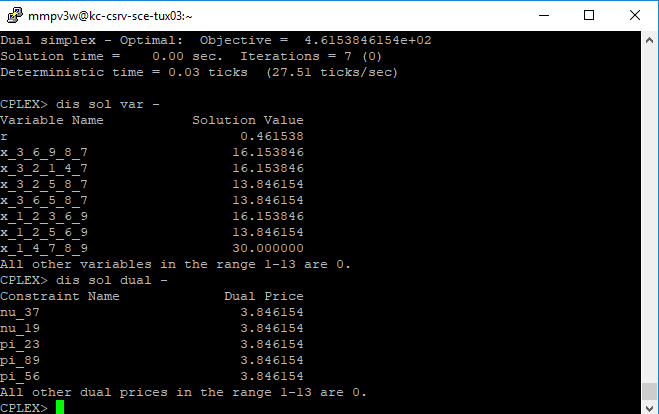 mmpv3w@kc-csrv-sce-tux03:~
Dual simplex - Optimal:  Objective =  4.6153846154e+02
Solution time =    0.00 sec.  Iterations = 7 (0)
Deterministic time = 0.03 ticks  (27.51 ticks/sec)
CPLEX> dis sol var -
Variable Name           Solution Value
r                             0.461538
x_3_6_9_8_7                  16.153846
x_3_2_1_4_7                  16.153846
x_3_2_5_8_7                  13.846154
x_3_6_5_8_7                  13.846154
x_1_2_3_6_9                  16.153846
x_1_2_5_6_9                  13.846154
x_1_4_7_8_9                  30.000000
All other variables in the range 1-13 are 0.
CPLEX> dis sol dual -
Constraint Name             Dual Price
nu_37                         3.846154
nu_19                         3.846154
pi_23                         3.846154
pi_89                         3.846154
pi_56                         3.846154
All other dual prices in the range 1-13 are 0.
CPLEX>